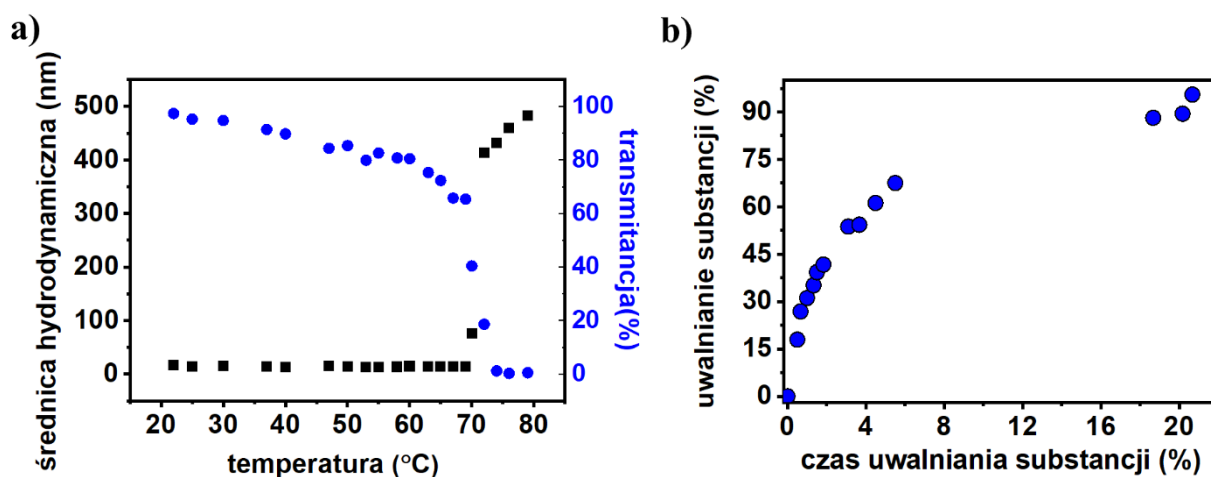 a)
średnica hydrodynamiczna (nm)
500
400
300
200
100
0
20 30 40 50 60 70 80
temperatura (°C)
100
80
60
40
20
0
transmitancja(%)
b)
uwalnianie substancji (%)
90
75
60
45
30
15
0
0 4 8 12 16 20
czas uwalniania substancji (%)